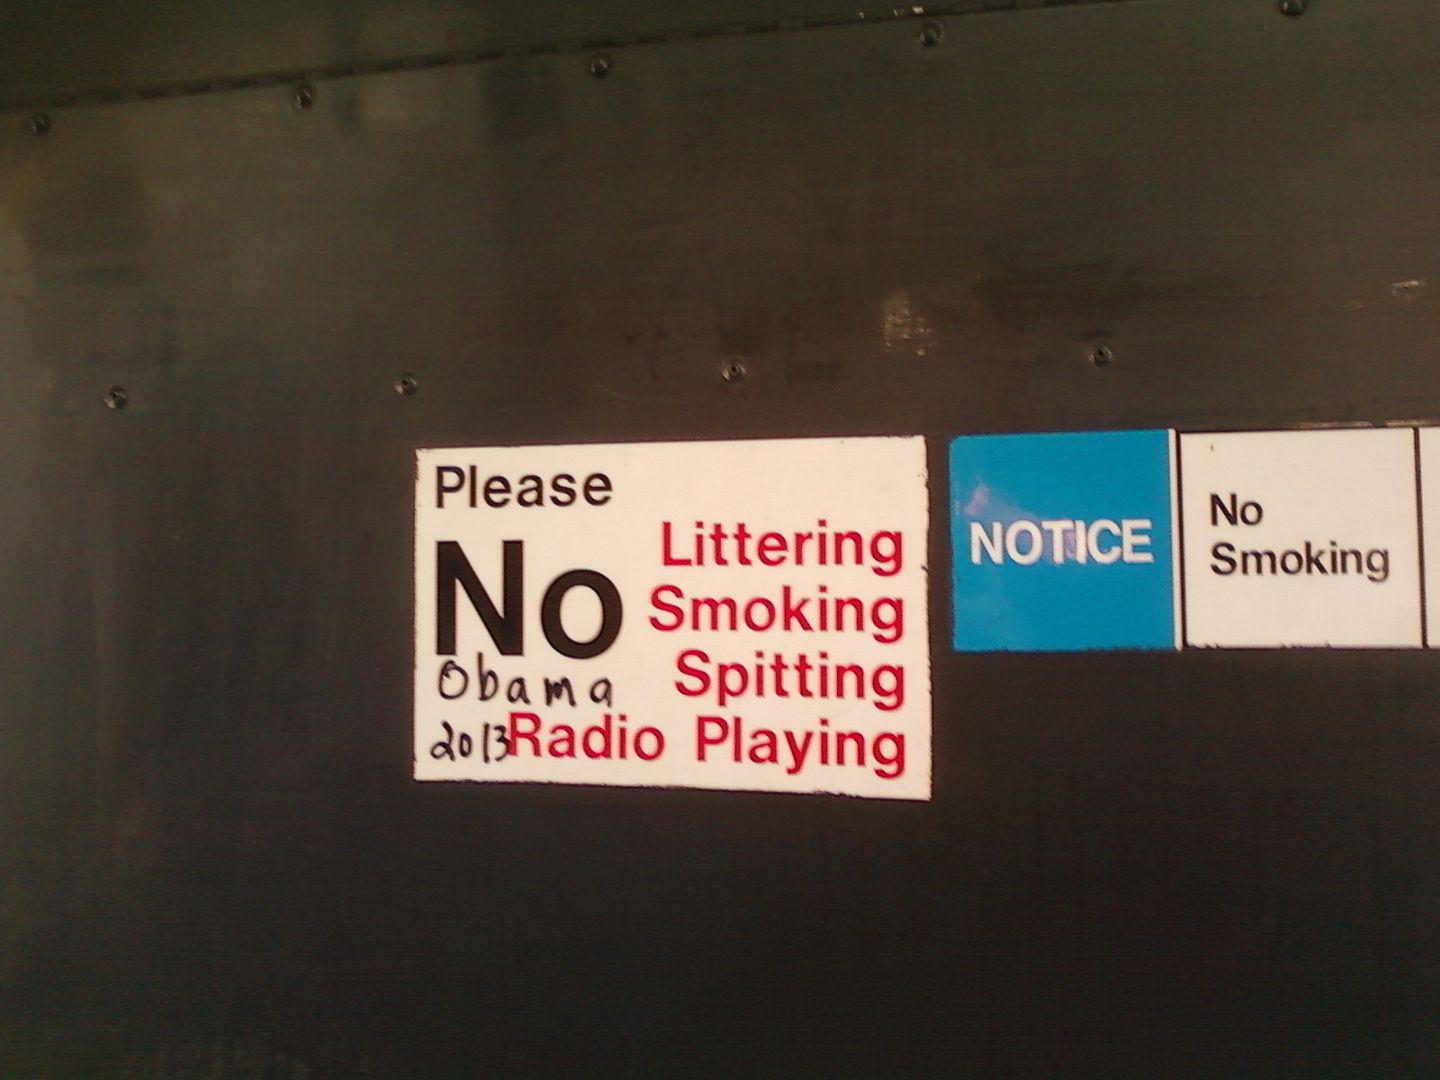 Please
No
Littering
Smoking
Spitting
Radio Playing
Obama
2013
NOTICE
No
Smoking